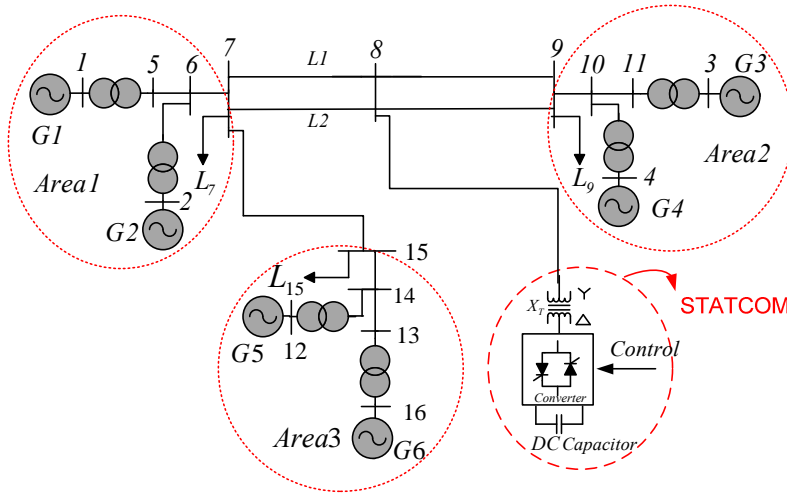 7
8
9
L1
L2
1
5
6
10
11
3
G3
G1
Area1
L7
2
G2
L9
4
G4
Area2
15
L15
14
G5
12
13
16
Area3
G6
XT
STATCOM
Control
Converter
DC Capacitor